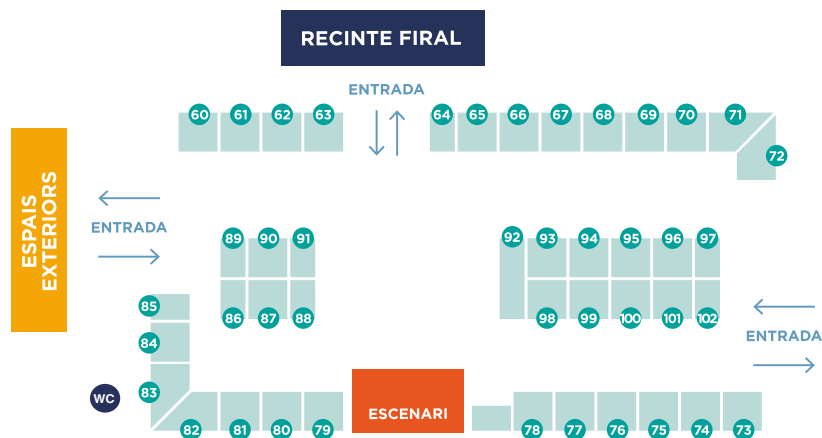 RECINTE FIRAL
ENTRADA
60 61 62 63 64 65 66 67 68 69 70 71
72
ESPAIS
EXTERIORS
ENTRADA
89 90 91 92 93 94 95 96 97
85 86 87 88 98 99 100 101 102
84
ENTRADA
83
WC
ESCENARI
82 81 80 79 78 77 76 75 74 73